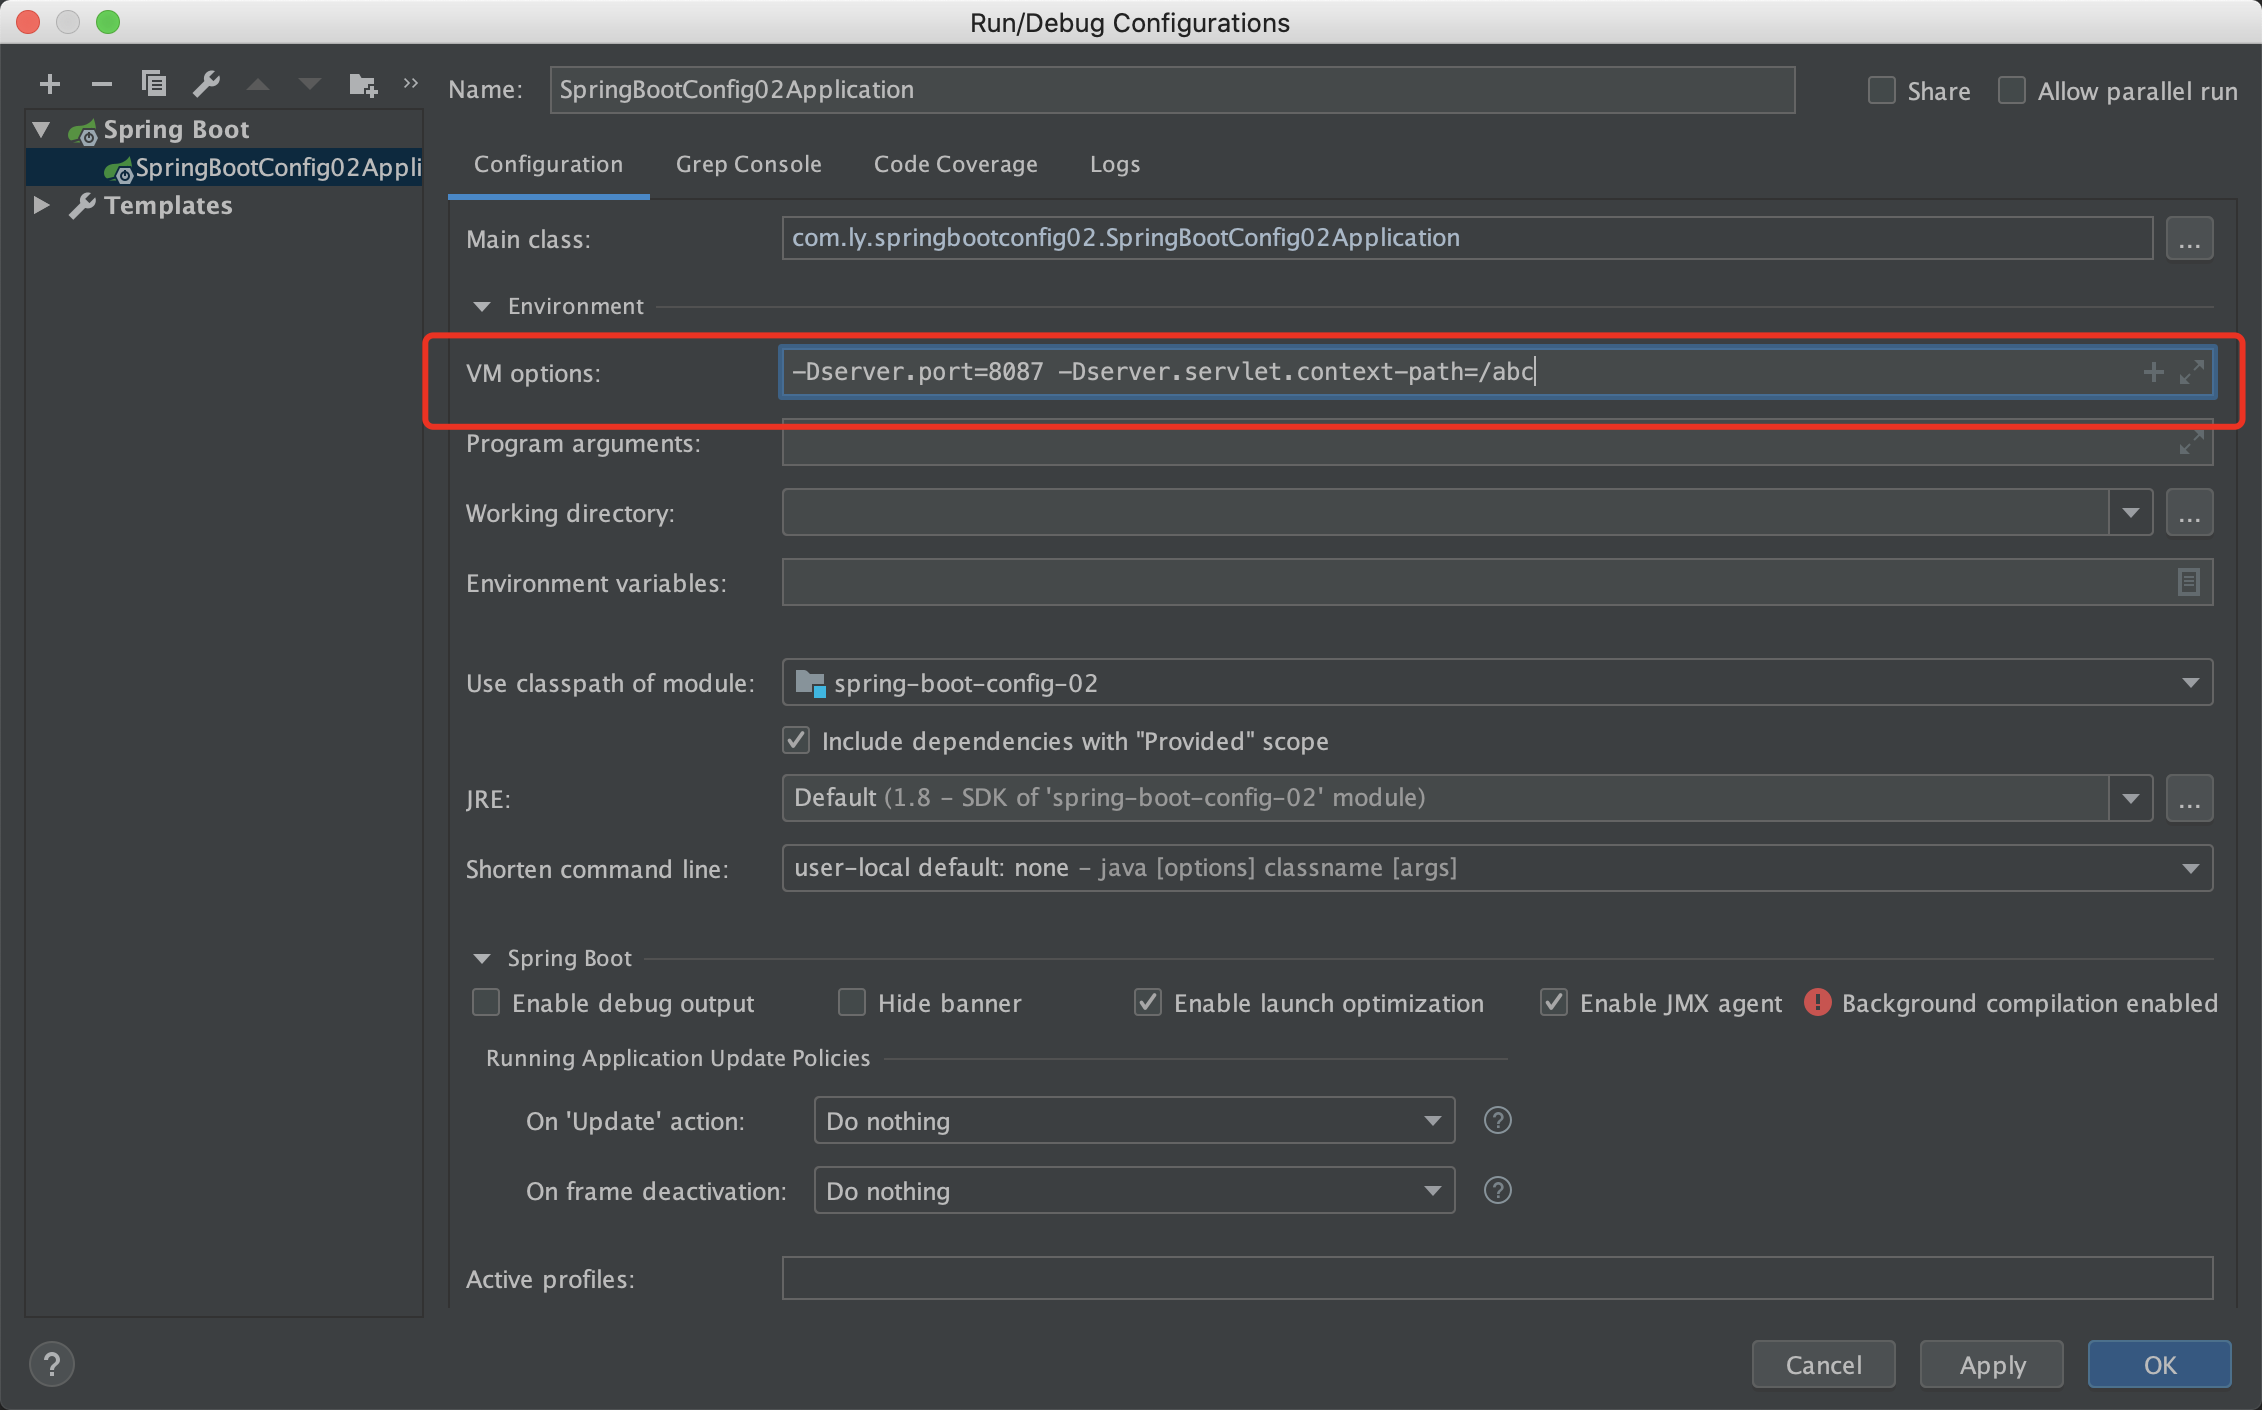 Run/Debug Configurations
»
Name: SpringBootConfig02Application Share Allow parallel run
Spring Boot
SpringBootConfig02Appli
Templates
Configuration Grep Console Code Coverage Logs
Main class: com.ly.springbootconfig02.SpringBootConfig02Application ...
Environment
VM options: -Dserver.port=8087 -Dserver.servlet.context-path=/abc
Program arguments:
Working directory: ...
Environment variables:
Use classpath of module: spring-boot-config-02
Include dependencies with "Provided" scope
JRE: Default (1.8 - SDK of 'spring-boot-config-02' module) ...
Shorten command line: user-local default: none - java [options] classname [args]
Spring Boot
Enable debug output Hide banner Enable launch optimization Enable JMX agent Background compilation enabled
Running Application Update Policies
On 'Update' action: Do nothing ?
On frame deactivation: Do nothing ?
Active profiles:
? Cancel Apply OK